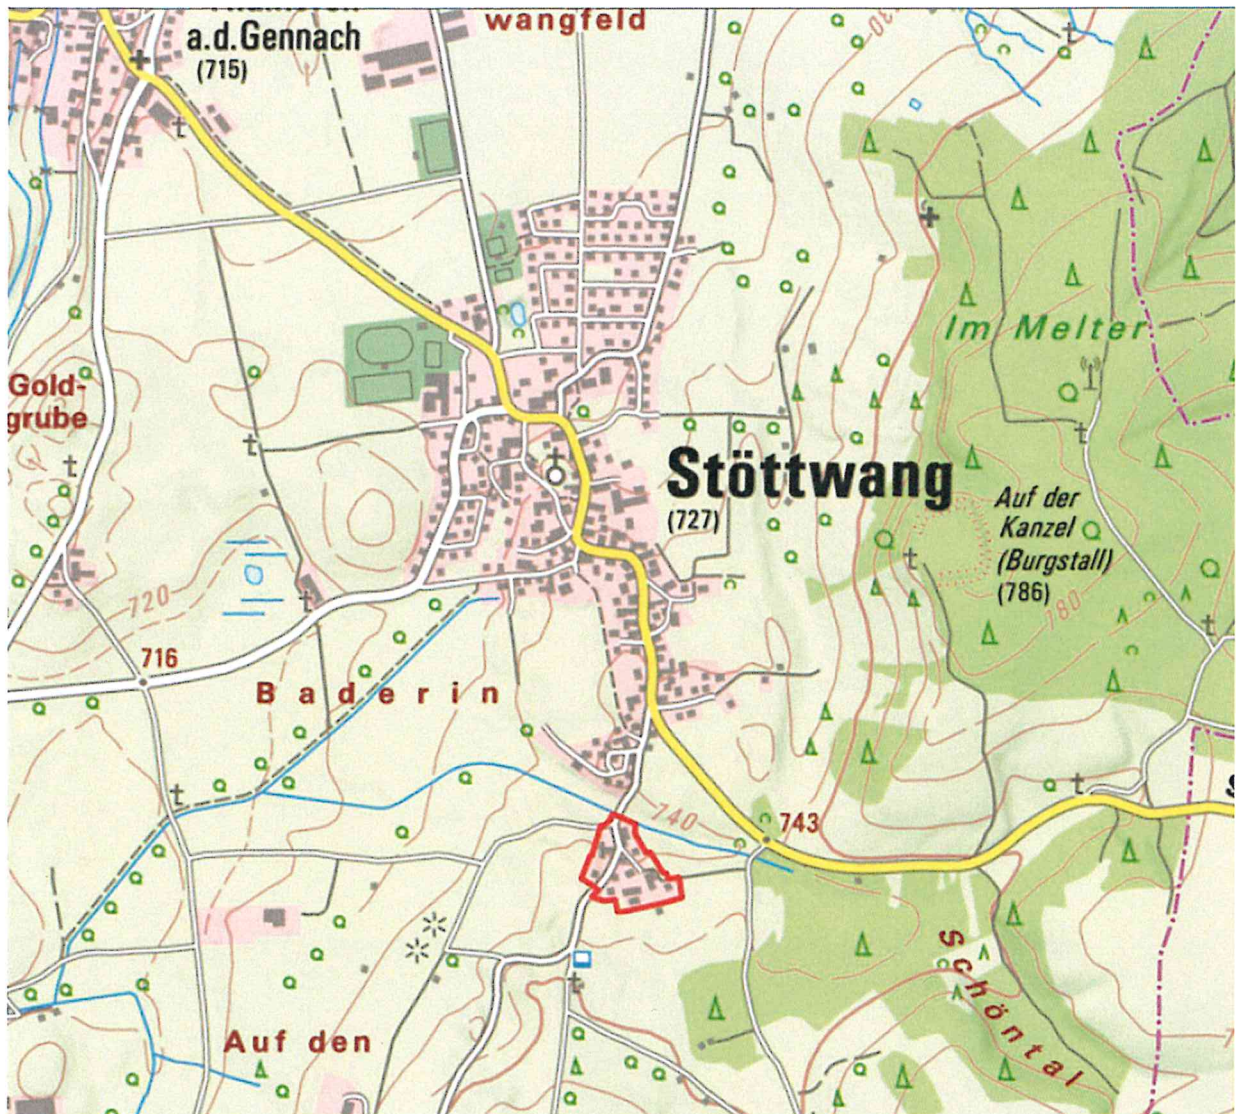 a.d.Gennach
(715)
wangfeld
30
Im Melter
Gold-
grube
Stöttwang
(727)
Auf der
Kanzel
(Burgstall)
(786)
780
720
716
Baderin
740
743
Schöntal
Auf den